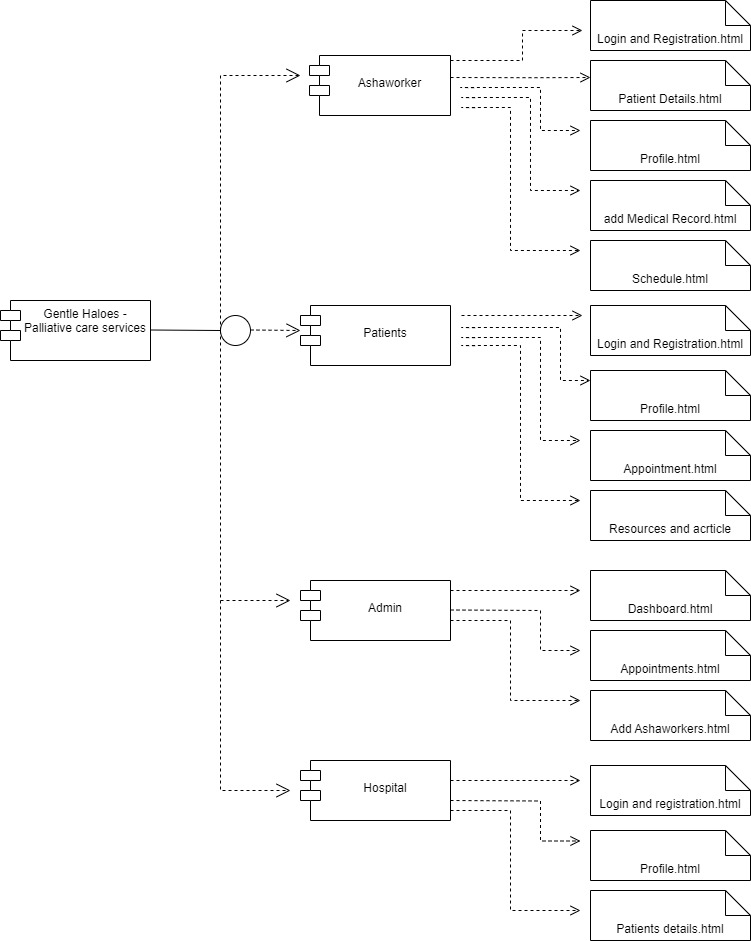 Gentle Haloes -
Palliative care services
Ashaworker
Login and Registration.html
Patient Details.html
Profile.html
add Medical Record.html
Schedule.html
Patients
Login and Registration.html
Profile.html
Appointment.html
Resources and acrticle
Admin
Dashboard.html
Appointments.html
Add Ashaworkers.html
Hospital
Login and registration.html
Profile.html
Patients details.html